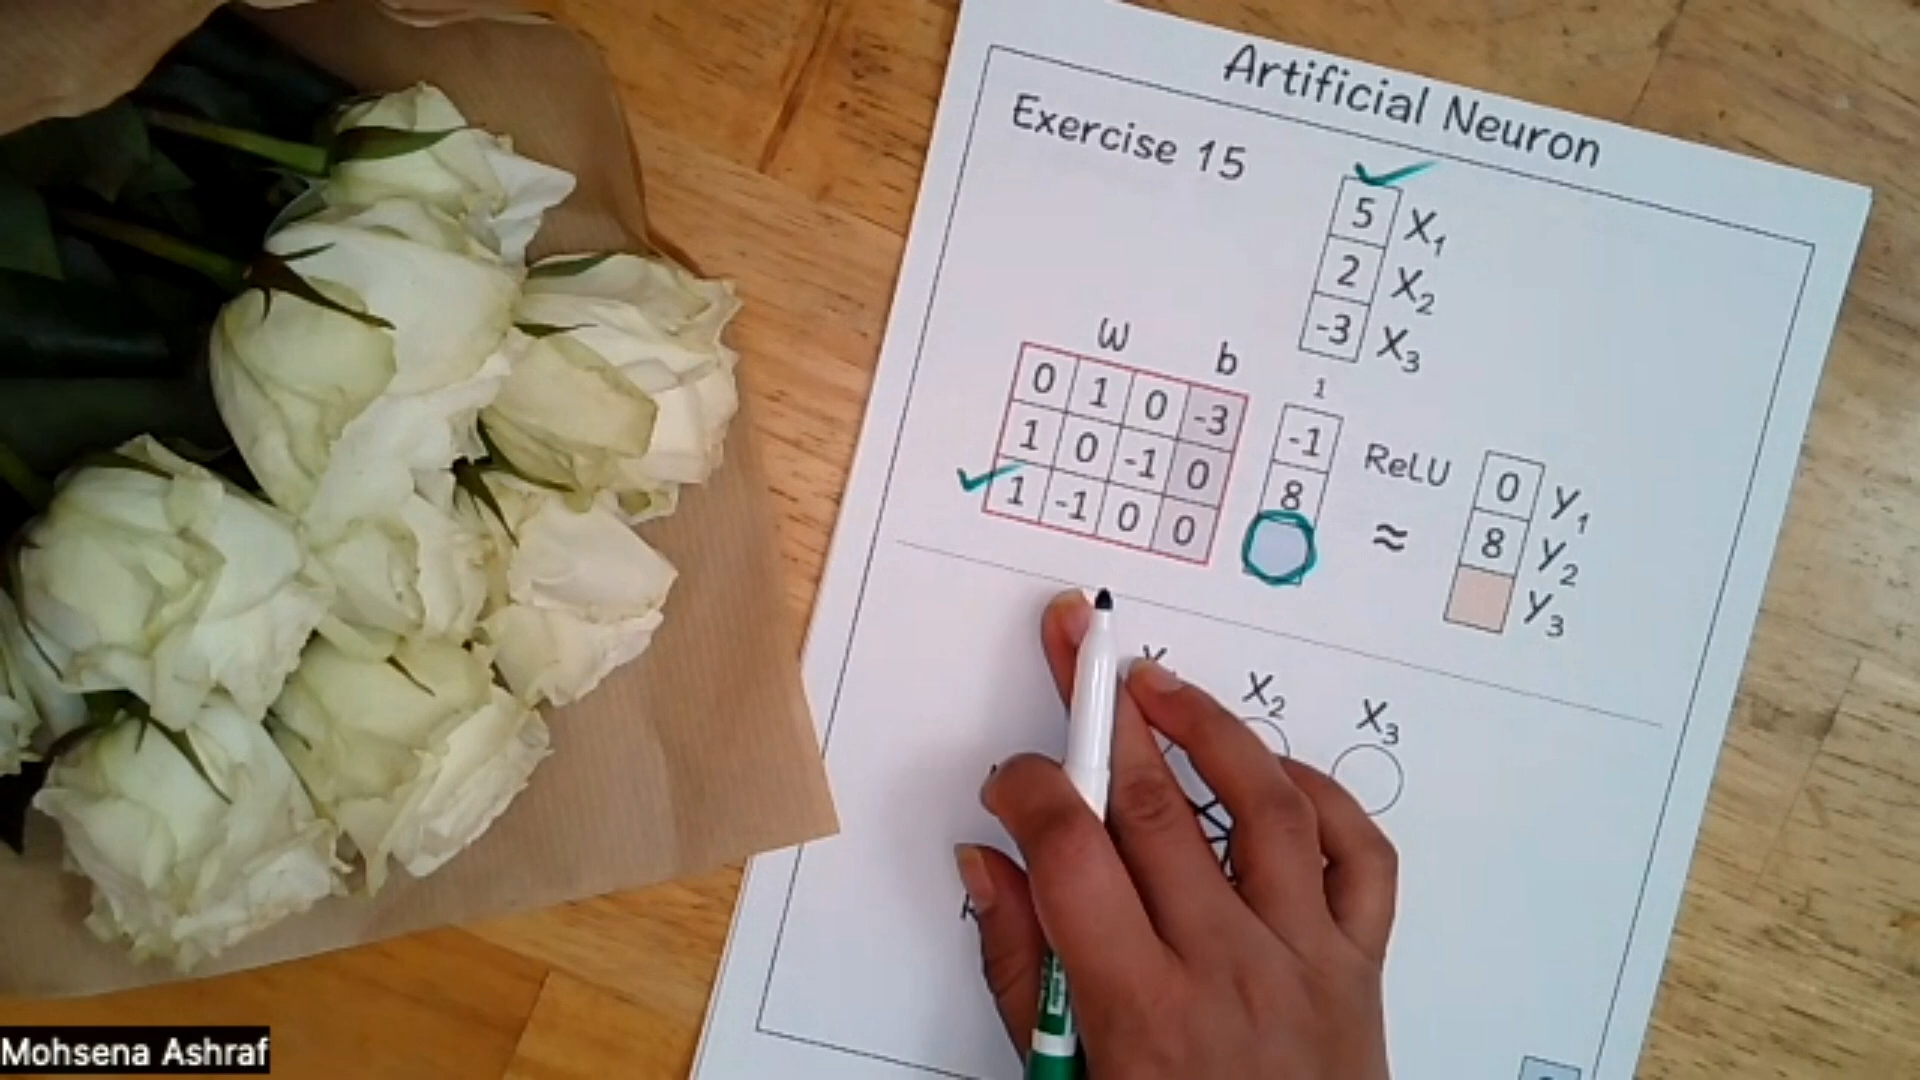 Artificial Neuron
Exercise 15
5 X₁
2 X₂
-3 X₃
W b
1
0 1 0 -3
1 0 -1 0
1 -1 0 0
-1
8
ReLU
≈
0 Y₁
8 Y₂
Y₃
X₂
X₃
Mohsena Ashraf